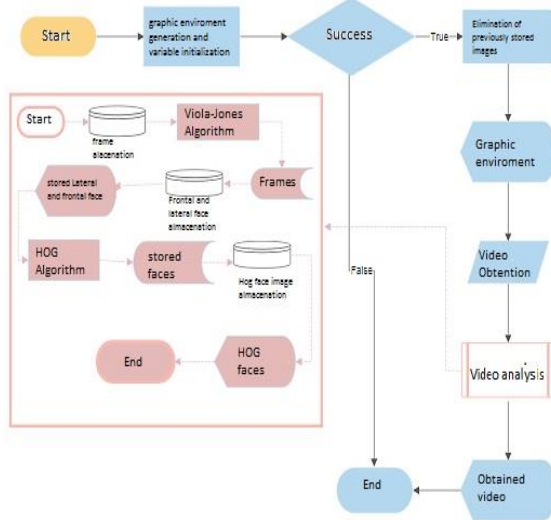 Start
graphic enviroment
generation and
variable initialization
Success
True
Elimination of
previously stored
images
Graphic
enviroment
Video
Obtention
Video analysis
Obtained
video
End
False
Start
frame
alacenation
Viola-Jones
Algorithm
Frames
Frontal and
lateral face
almacenation
stored Lateral
and frontal face
HOG
Algorithm
stored
faces
Hog face image
almacenation
HOG
faces
End